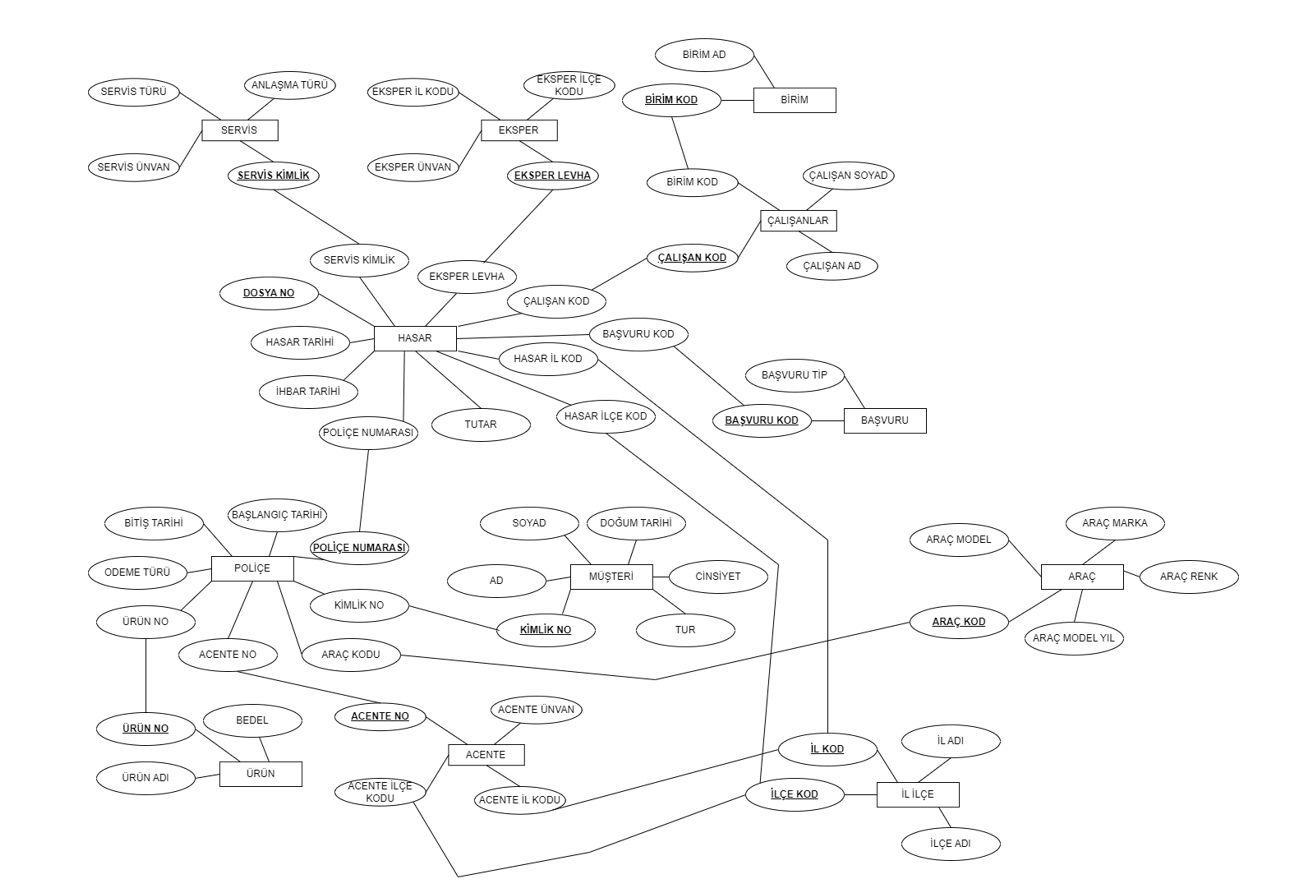 BİRİM AD
SERVİS TÜRÜ
ANLAŞMA TÜRÜ
EKSPER İL KODU
EKSPER İLÇE
KODU
BİRİM KOD
BİRİM
SERVİS
EKSPER
SERVİS ÜNVAN
SERVİS KİMLİK
EKSPER ÜNVAN
EKSPER LEVHA
BİRİM KOD
ÇALIŞAN SOYAD
ÇALIŞANLAR
SERVİS KİMLİK
EKSPER LEVHA
ÇALIŞAN KOD
ÇALIŞAN AD
DOSYA NO
ÇALIŞAN KOD
HASAR TARİHİ
HASAR
BAŞVURU KOD
HASAR İL KOD
İHBAR TARİHİ
BAŞVURU TİP
POLİÇE NUMARASI
TUTAR
HASAR İLÇE KOD
BAŞVURU KOD
BAŞVURU
BİTİŞ TARİHİ
BAŞLANGIÇ TARİHİ
POLİÇE NUMARASI
SOYAD
DOĞUM TARİHİ
ARAÇ MODEL
ARAÇ MARKA
ODEME TÜRÜ
POLİÇE
AD
MÜŞTERİ
CİNSİYET
ARAÇ
ARAÇ RENK
ÜRÜN NO
KİMLİK NO
KİMLİK NO
TUR
ARAÇ KOD
ARAÇ MODEL YIL
ACENTE NO
ARAÇ KODU
ÜRÜN NO
BEDEL
ACENTE NO
ACENTE ÜNVAN
İL KOD
İL ADI
ÜRÜN ADI
ÜRÜN
ACENTE
ACENTE İLÇE
KODU
ACENTE İL KODU
İLÇE KOD
İL İLÇE
İLÇE ADI